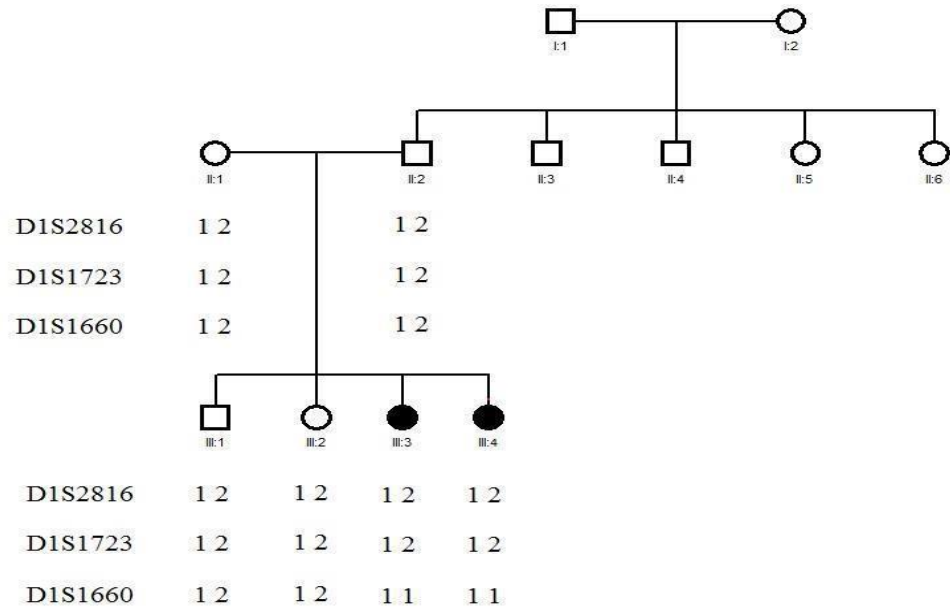 I:1 I:2
II:1 II:2 II:3 II:4 II:5 II:6
D1S2816 1 2 1 2
D1S1723 1 2 1 2
D1S1660 1 2 1 2
III:1 III:2 III:3 III:4
D1S2816 1 2 1 2 1 2 1 2
D1S1723 1 2 1 2 1 2 1 2
D1S1660 1 2 1 2 1 1 1 1